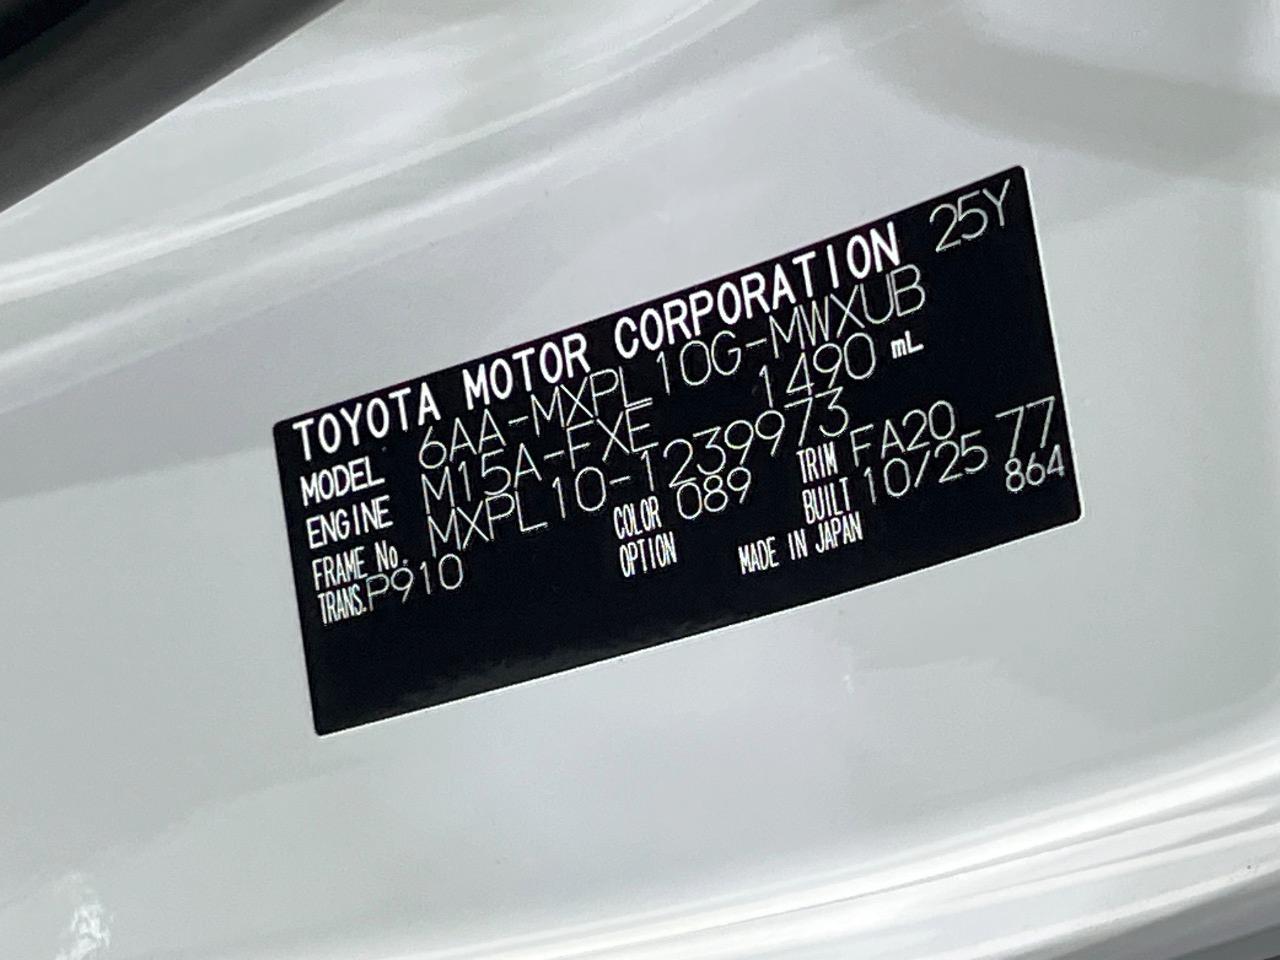 TOYOTA MOTOR CORPORATION 25Y
MODEL 6AA-MXPL10G-MWXUB
ENGINE M15A-FXE 1490 mL
FRAME No. MXPL10-1239973
TRANS. P910 COLOR 089 TRIM FA20 77
OPTION BUILT 10/25 864
MADE IN JAPAN